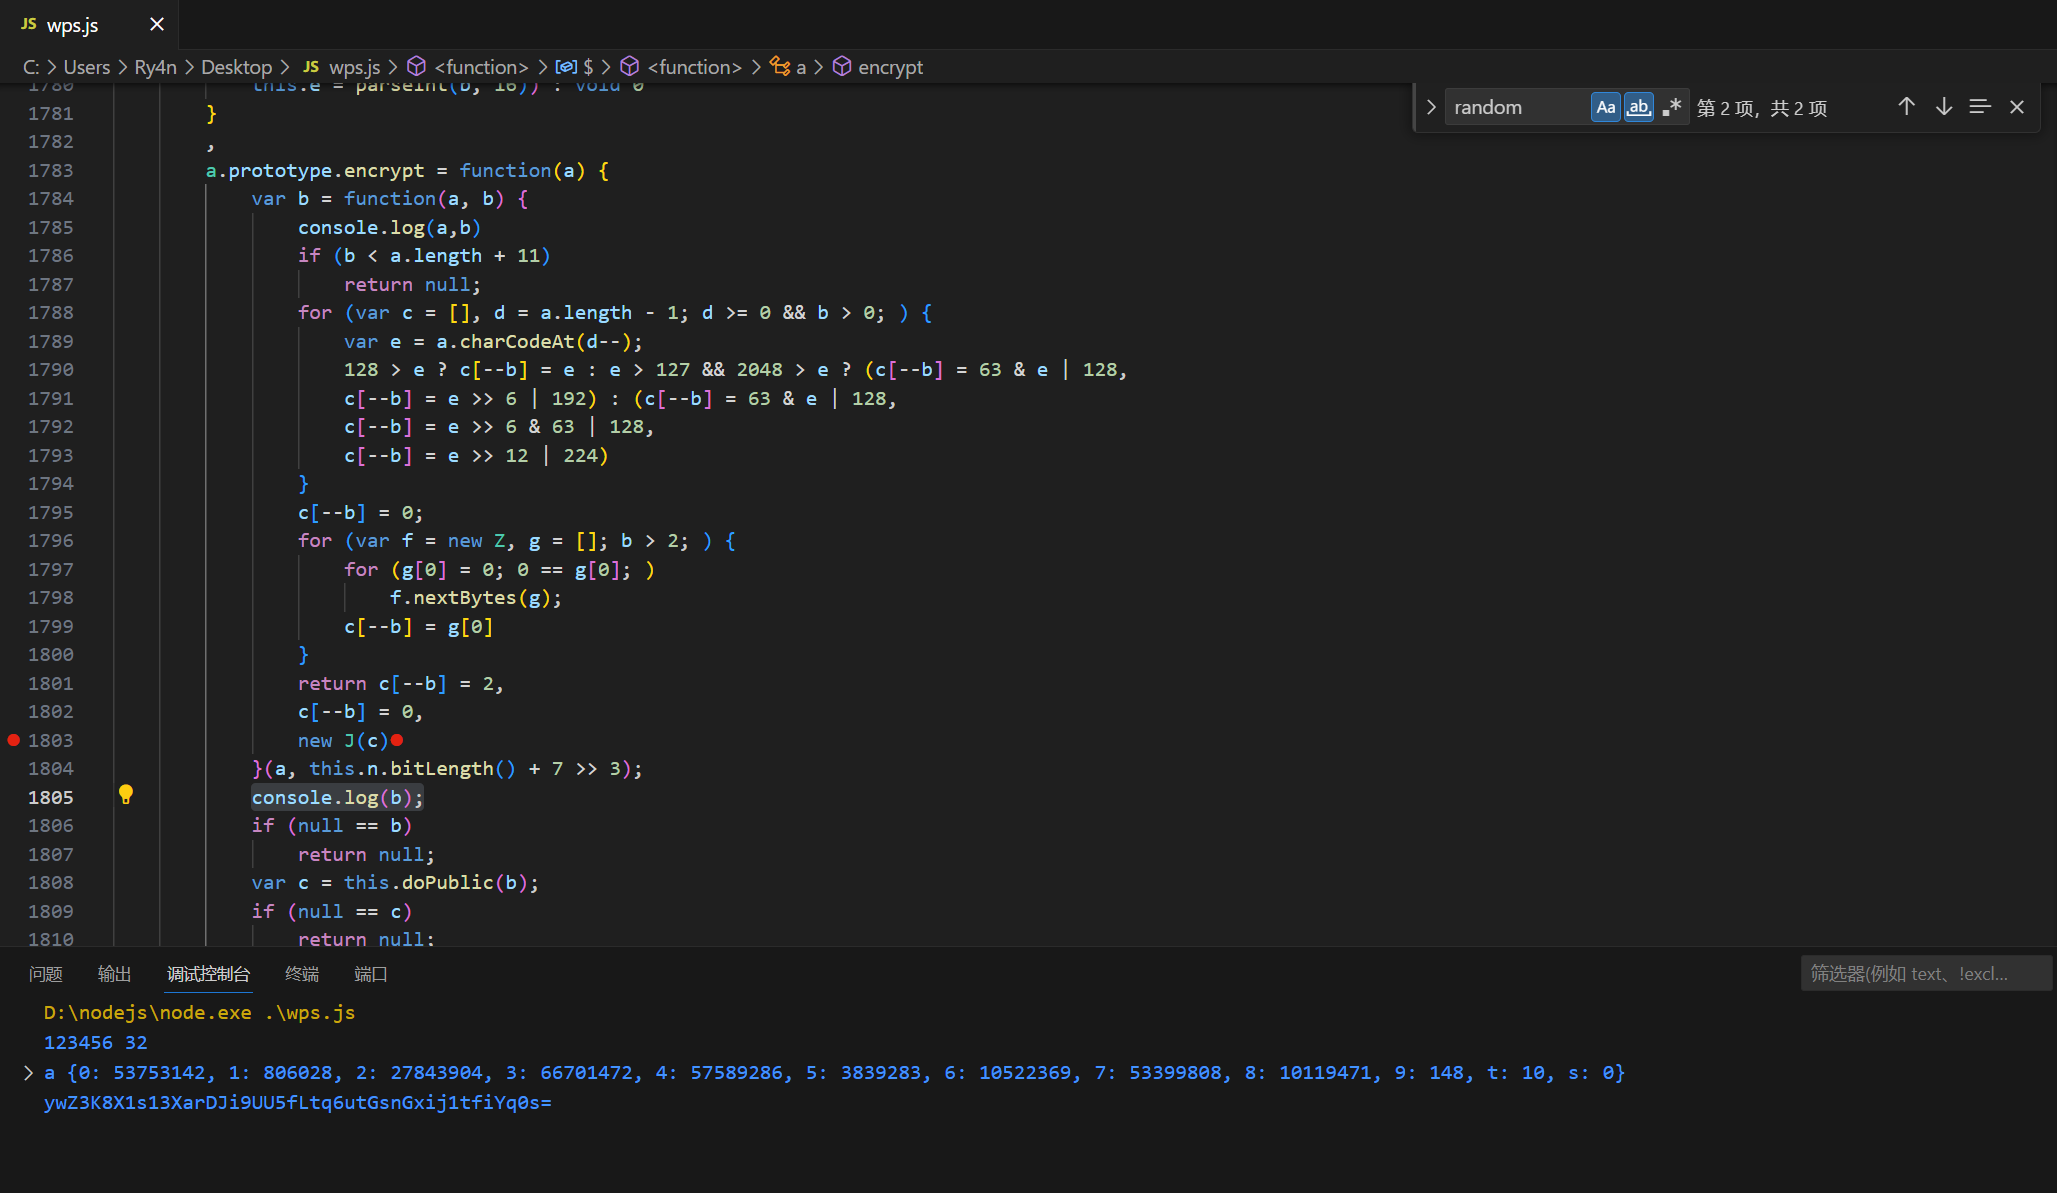 JS wps.js
C: > Users > Ry4n > Desktop > JS wps.js > <function> > $ > <function> > a > encrypt
random Aa ab, .* 第 2 项, 共 2 项
1780 this.e = parseInt(b, 16)) : void 0
1781 }
1782 ,
1783 a.prototype.encrypt = function(a) {
1784 var b = function(a, b) {
1785 console.log(a,b)
1786 if (b < a.length + 11)
1787 return null;
1788 for (var c = [], d = a.length - 1; d >= 0 && b > 0; ) {
1789 var e = a.charCodeAt(d--);
1790 128 > e ? c[--b] = e : e > 127 && 2048 > e ? (c[--b] = 63 & e | 128,
1791 c[--b] = e >> 6 | 192) : (c[--b] = 63 & e | 128,
1792 c[--b] = e >> 6 & 63 | 128,
1793 c[--b] = e >> 12 | 224)
1794 }
1795 c[--b] = 0;
1796 for (var f = new Z, g = []; b > 2; ) {
1797 for (g[0] = 0; 0 == g[0]; )
1798 f.nextBytes(g);
1799 c[--b] = g[0]
1800 }
1801 return c[--b] = 2,
1802 c[--b] = 0,
1803 new J(c)
1804 }(a, this.n.bitLength() + 7 >> 3);
1805 console.log(b);
1806 if (null == b)
1807 return null;
1808 var c = this.doPublic(b);
1809 if (null == c)
1810 return null;
问题 输出 调试控制台 终端 端口
筛选器(例如 text、!excl...
D:\nodejs\node.exe .\wps.js
123456 32
> a {0: 53753142, 1: 806028, 2: 27843904, 3: 66701472, 4: 57589286, 5: 3839283, 6: 10522369, 7: 53399808, 8: 10119471, 9: 148, t: 10, s: 0}
ywZ3K8X1s13XarDJi9UU5fLtq6utGsnGxij1tfiYq0s=